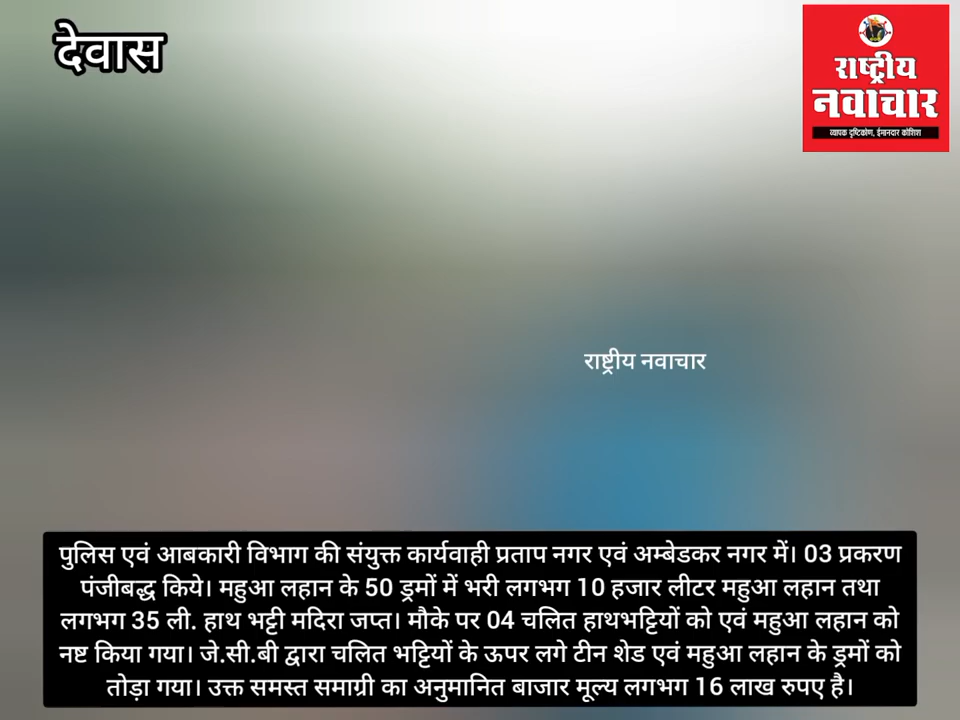 देवास
राष्ट्रीय
नवाचार
व्यापक दृष्टिकोण, ईमानदार कोशिश
राष्ट्रीय नवाचार
पुलिस एवं आबकारी विभाग की संयुक्त कार्यवाही प्रताप नगर एवं अम्बेडकर नगर में। 03 प्रकरण
पंजीबद्ध किये। महुआ लहान के 50 ड्रमों में भरी लगभग 10 हजार लीटर महुआ लहान तथा
लगभग 35 ली. हाथ भट्टी मदिरा जप्त। मौके पर 04 चलित हाथभट्टियों को एवं महुआ लहान को
नष्ट किया गया। जे.सी.बी द्वारा चलित भट्टियों के ऊपर लगे टीन शेड एवं महुआ लहान के ड्रमों को
तोड़ा गया। उक्त समस्त समाग्री का अनुमानित बाजार मूल्य लगभग 16 लाख रुपए है।